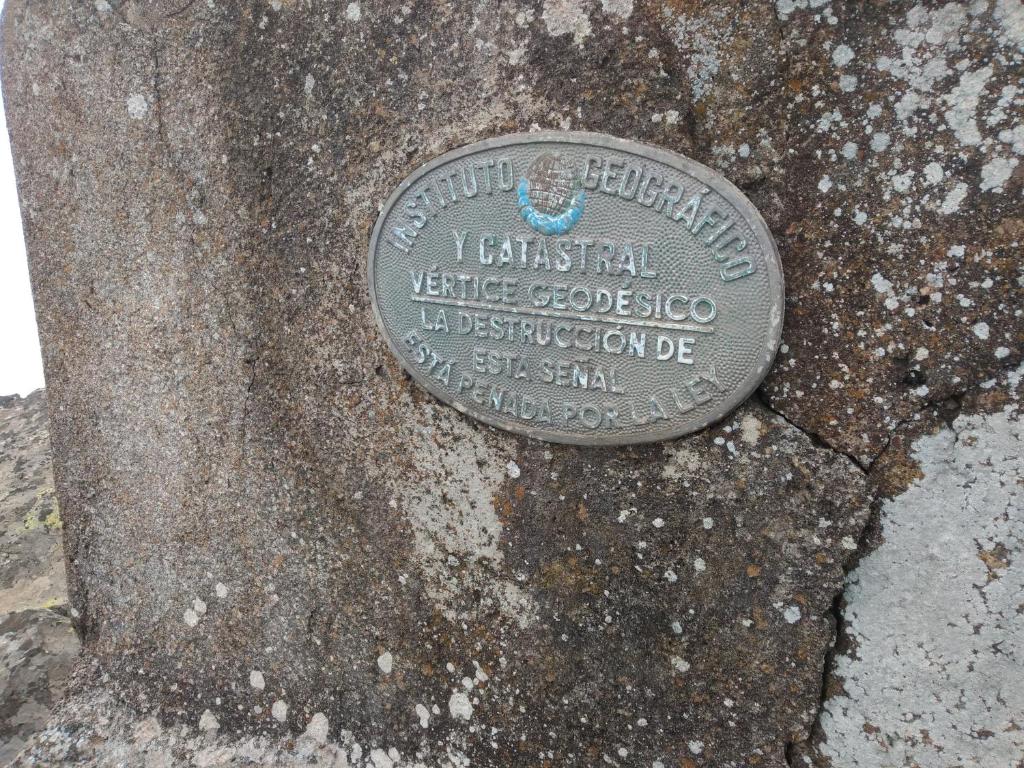 INSTITUTO GEOGRÁFICO
Y CATASTRAL
VÉRTICE GEODÉSICO
LA DESTRUCCIÓN DE
ESTA SEÑAL
ESTÁ PENADA POR LA LEY